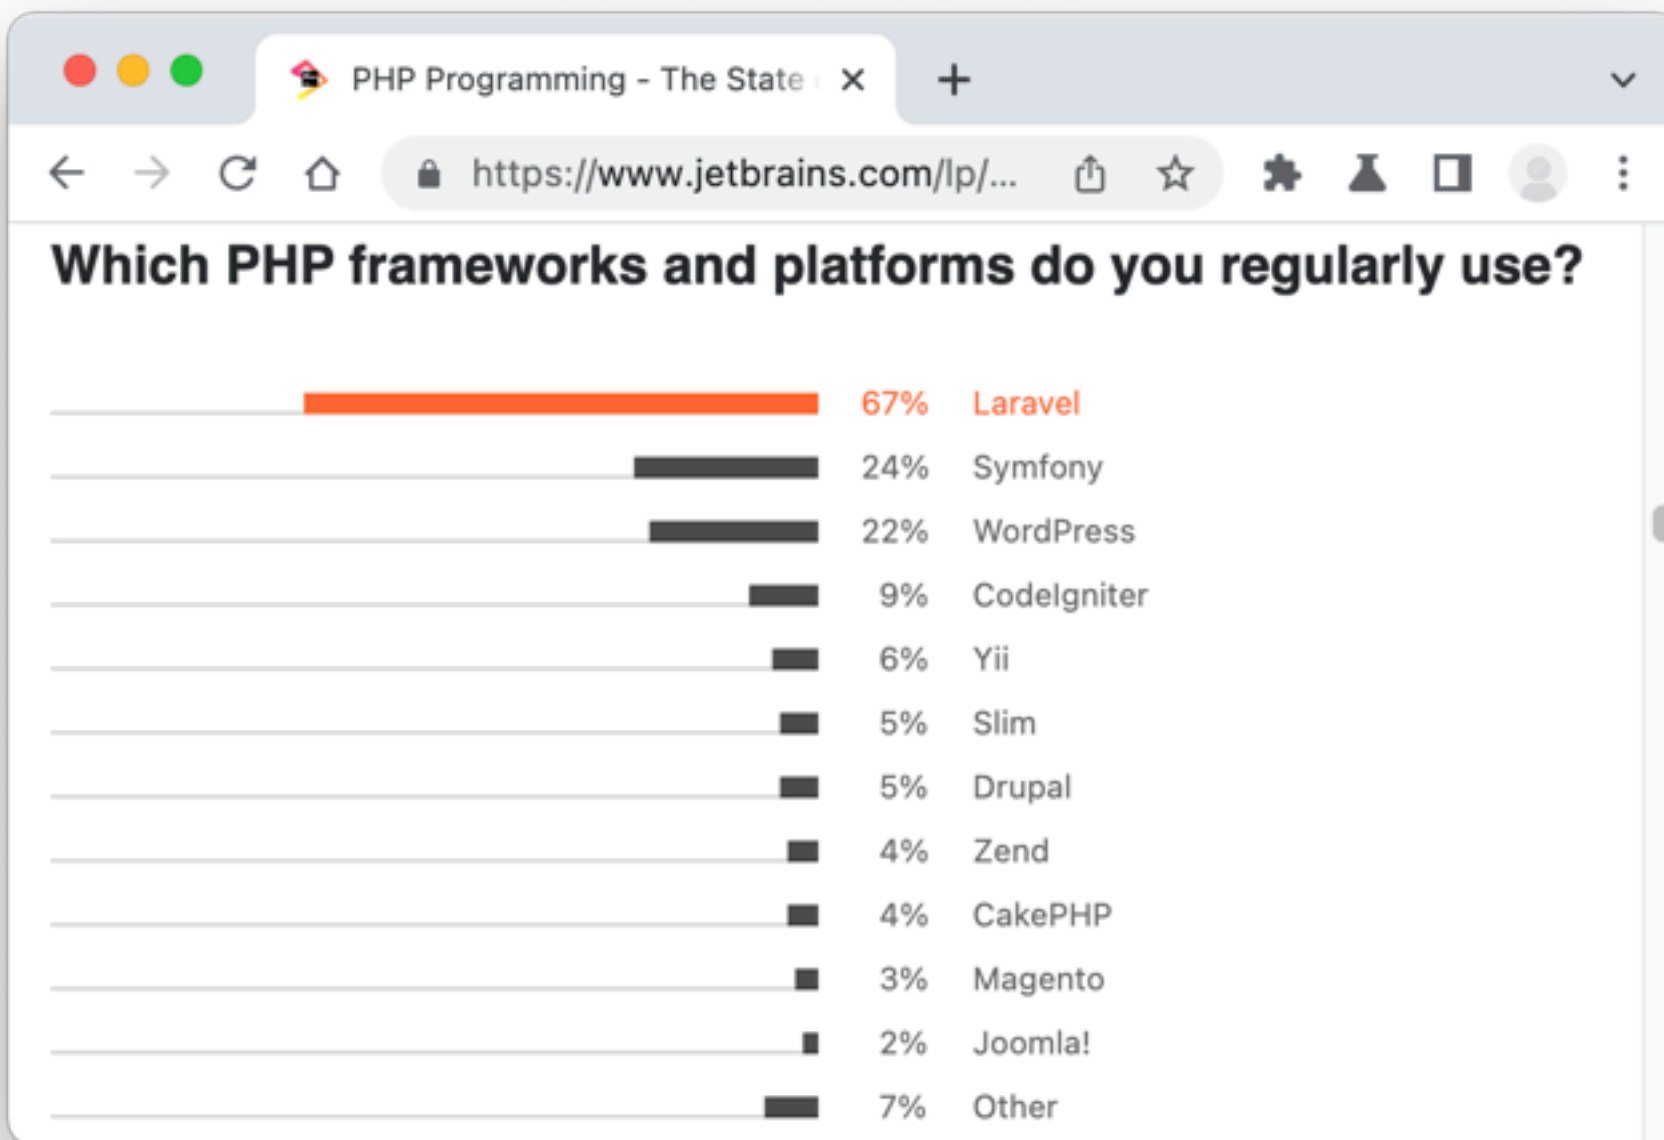 PHP Programming - The State
https://www.jetbrains.com/lp/...
Which PHP frameworks and platforms do you regularly use?
67% Laravel
24% Symfony
22% WordPress
9% CodeIgniter
6% Yii
5% Slim
5% Drupal
4% Zend
4% CakePHP
3% Magento
2% Joomla!
7% Other